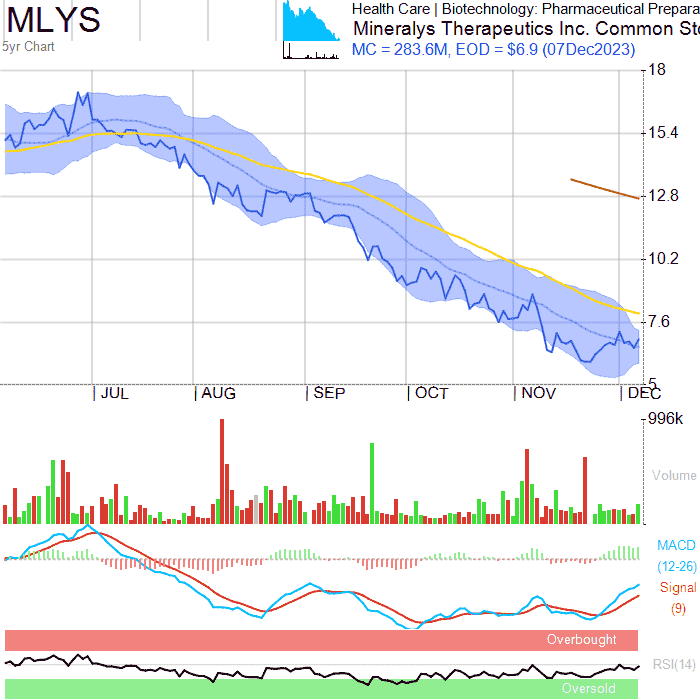 MLYS
5yr Chart
Health Care | Biotechnology: Pharmaceutical Prepara
Mineralys Therapeutics Inc. Common Sto
MC = 283.6M, EOD = $6.9 (07Dec2023)
18
15.4
12.8
10.2
7.6
5
JUL AUG SEP OCT NOV DEC
996k
Volume
MACD
(12-26)
Signal
(9)
Overbought
RSI(14)
Oversold